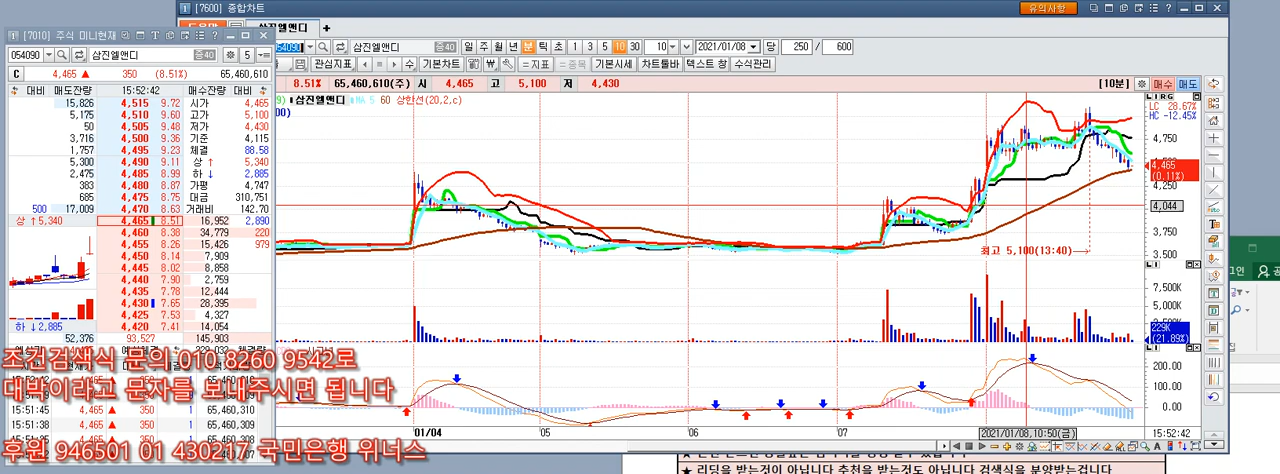 [7600] 종합차트
유의사항
[7010] 주식 미니현재
삼진엘앤디
054090 삼진엘앤디 증40
일 주 월 년 분 틱 초 1 3 5 10 30 10 2021/01/08 당 250 / 600
054090 삼진엘앤디 증40 5
관심지표 수 기본차트 =지표 =종목 기본시세 차트툴바 텍스트 창 수식관리
C 4,465 ▲ 350 (8.51%) 65,460,610
8.51% 65,460,610(주) 시 4,465 고 5,100 저 4,430 [10분] 매수 매도
대비 매도잔량 15:52:42 매수잔량 대비
삼진엘앤디 MA 5 60 상한선(20,2,c)
LC 28.67%
HC -12.45%
15,826 4,515 9.72 시가 4,465
5,175 4,510 9.60 고가 5,100
50 4,505 9.48 저가 4,430
3,716 4,500 9.36 기준 4,115
1,757 4,495 9.23 체결 88.58
5,300 4,490 9.11 상 ↑ 5,340
2,475 4,485 8.99 하 ↓ 2,885
383 4,480 8.87 가평 4,747
685 4,475 8.75 대금 310,751
500 17,009 4,470 8.63 거래비 142.70
상 ↑5,340 4,465 8.51 16,952 2,890
4,460 8.38 34,779 220
4,455 8.26 15,426 979
4,450 8.14 7,909
4,445 8.02 8,858
4,440 7.90 2,759
4,435 7.78 12,444
4,430 7.65 28,395
4,425 7.53 4,327
하 ↓2,885 4,420 7.41 14,054
52,376 93,527 145,903
4,750
4,465
(0.11%)
4,250
4,044
3,750
3,500
최고 5,100(13:40)
7,500K
5,000K
229K
(21.89%)
200.00
100.00
0.00
조건검색식 문의 010 8260 9542로
대박이라고 문자를 보내주시면 됩니다
15:51:45 4,465 ▲ 350 1 65,460,310
15:51:38 4,465 ▲ 350 65,460,309
후원 946501 01 430217 국민은행 위너스
01/04 05 06 07 2021/01/08,10:50(금) 15:52:42
★ 리딩을 받는것이 아닙니다 추천을 받는것도 아닙니다 검색식을 분양받는겁니다